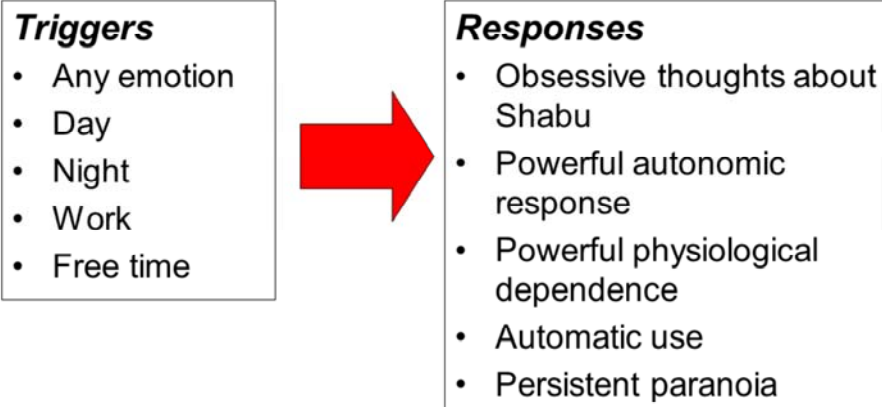 Triggers
• Any emotion
• Day
• Night
• Work
• Free time
Responses
• Obsessive thoughts about
Shabu
• Powerful autonomic
response
• Powerful physiological
dependence
• Automatic use
• Persistent paranoia